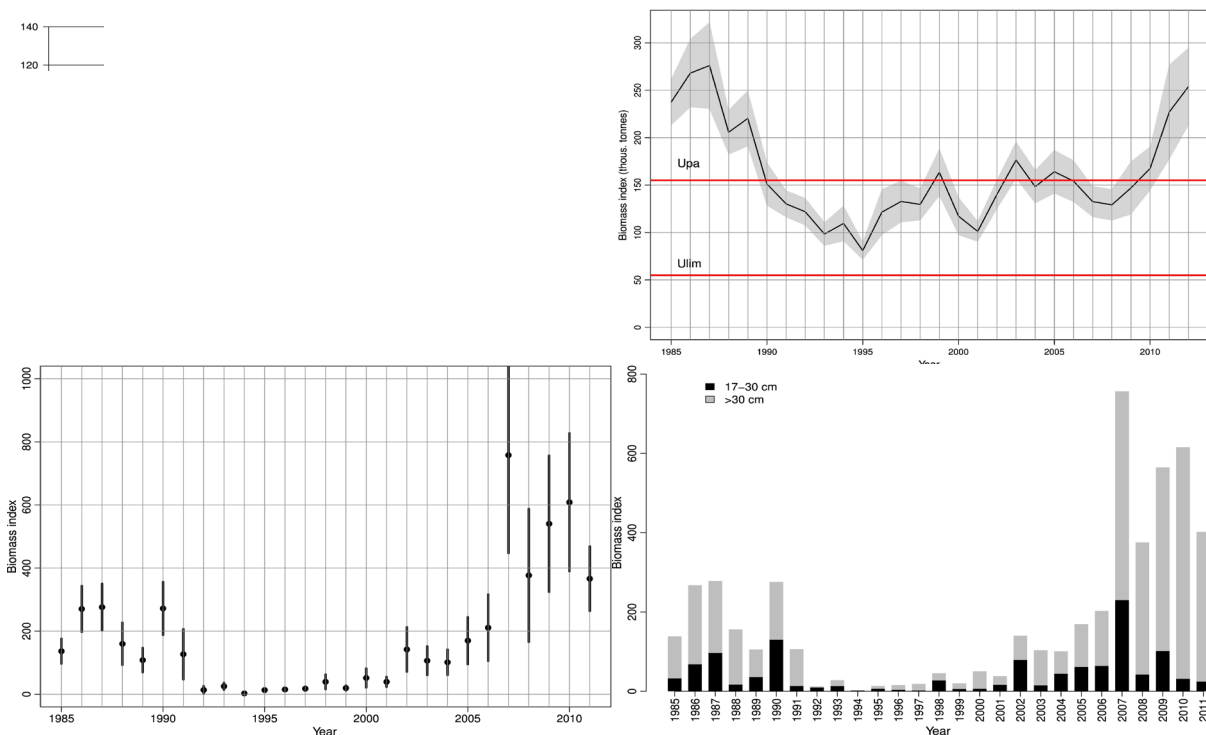 140
120
300
250
200
150
100
50
0
Biomass index (thous. tonnes)
Upa
Ulim
1985 1990 1995 2000 2005 2010
Year
1000
800
600
400
200
0
Biomass index
1985 1990 1995 2000 2005 2010
Year
800
600
400
200
0
Biomass index
17–30 cm
>30 cm
1985 1986 1987 1988 1989 1990 1991 1992 1993 1994 1995 1996 1997 1998 1999 2000 2001 2002 2003 2004 2005 2006 2007 2008 2009 2010 2011
Year